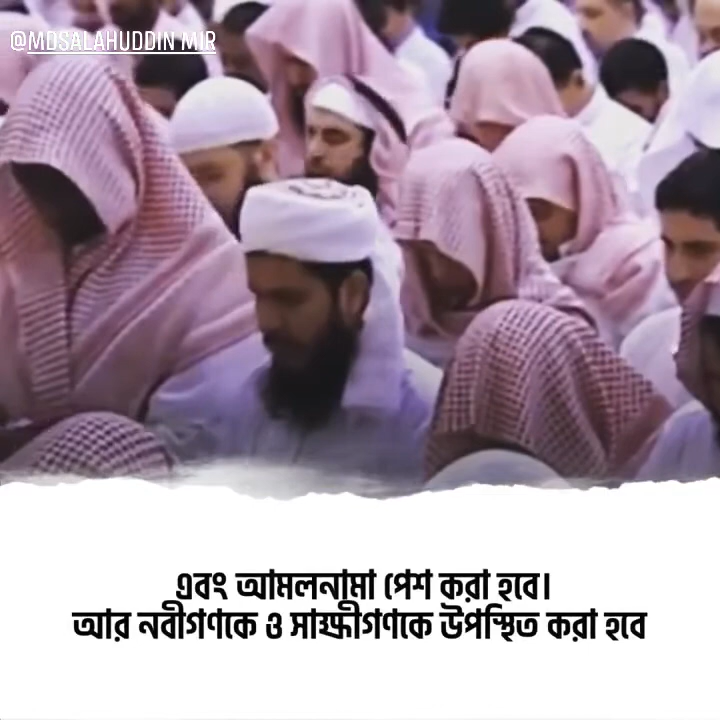 @MDSALAHUDDIN MIR
এবং আমলনামা পেশ করা হবে।
আর নবীগণকে ও সাক্ষীগণকে উপস্থিত করা হবে